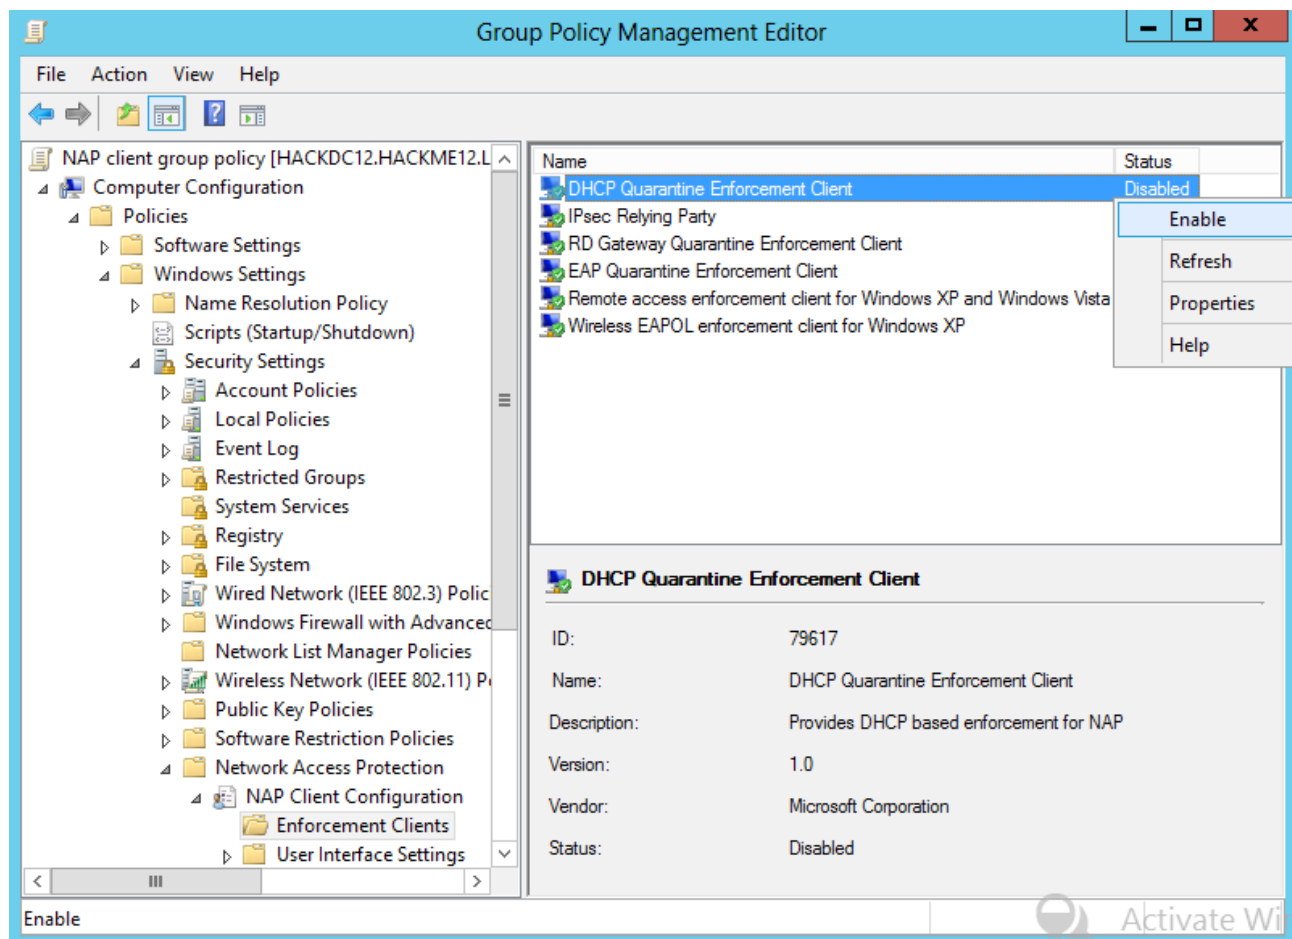 Group Policy Management Editor
File Action View Help
NAP client group policy [HACKDC12.HACKME12.L
Computer Configuration
Policies
Software Settings
Windows Settings
Name Resolution Policy
Scripts (Startup/Shutdown)
Security Settings
Account Policies
Local Policies
Event Log
Restricted Groups
System Services
Registry
File System
Wired Network (IEEE 802.3) Polic
Windows Firewall with Advanced
Network List Manager Policies
Wireless Network (IEEE 802.11) P
Public Key Policies
Software Restriction Policies
Network Access Protection
NAP Client Configuration
Enforcement Clients
User Interface Settings
Name Status
DHCP Quarantine Enforcement Client Disabled
IPsec Relying Party
RD Gateway Quarantine Enforcement Client
EAP Quarantine Enforcement Client
Remote access enforcement client for Windows XP and Windows Vista
Wireless EAPOL enforcement client for Windows XP
Enable
Refresh
Properties
Help
DHCP Quarantine Enforcement Client
ID: 79617
Name: DHCP Quarantine Enforcement Client
Description: Provides DHCP based enforcement for NAP
Version: 1.0
Vendor: Microsoft Corporation
Status: Disabled
Enable
Activate Wi